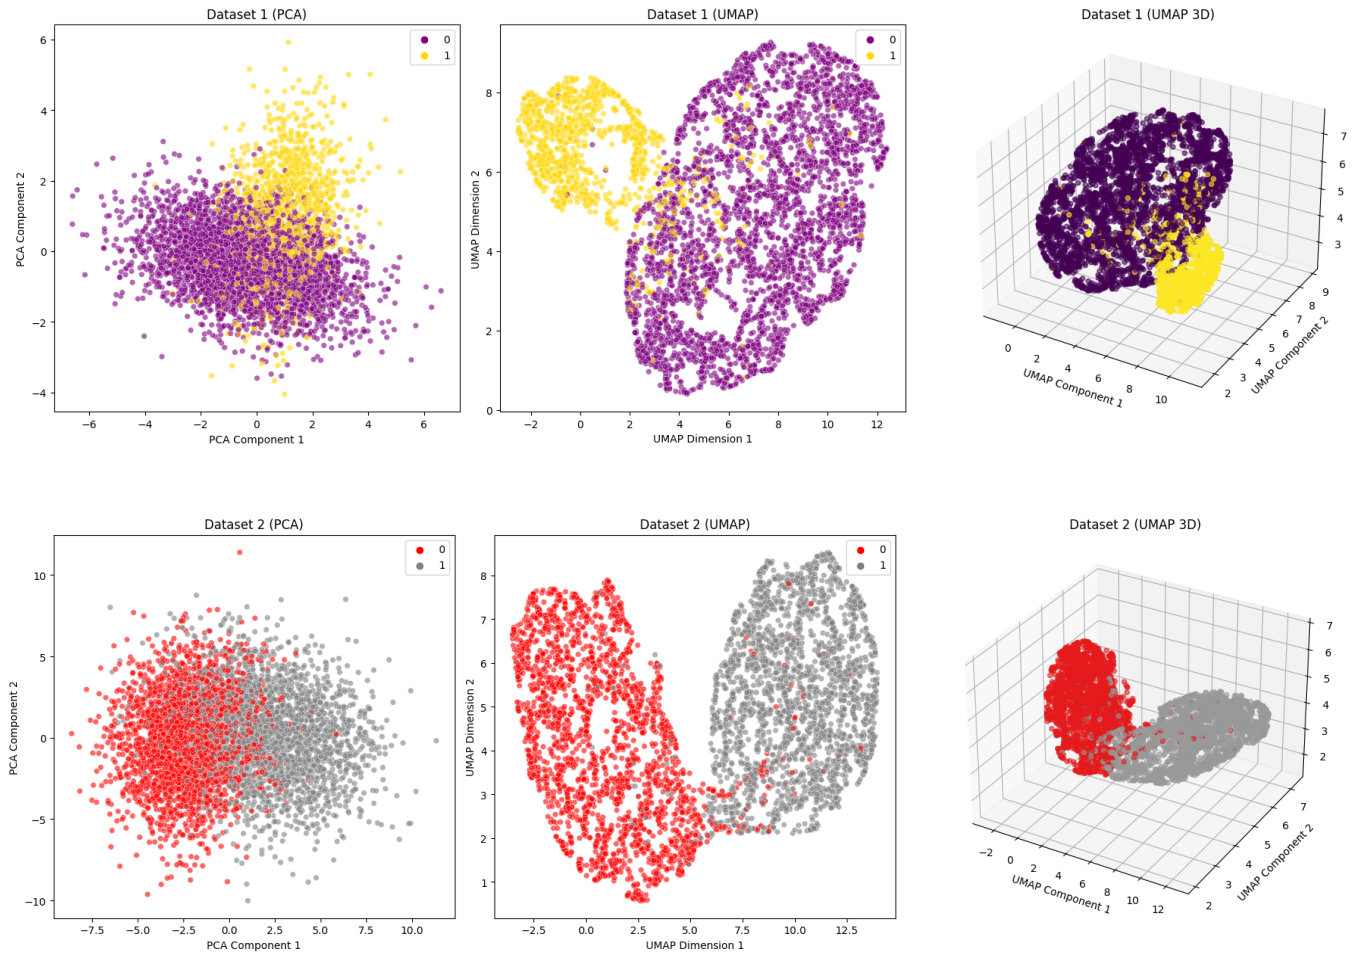 Dataset 1 (PCA)
PCA Component 2
6
4
2
0
−2
−4
−6 −4 −2 0 2 4 6
PCA Component 1
0
1
Dataset 1 (UMAP)
UMAP Dimension 2
8
6
4
2
0
−2 0 2 4 6 8 10 12
UMAP Dimension 1
0
1
Dataset 1 (UMAP 3D)
7
6
5
4
3
0 2 4 6 8 10
UMAP Component 1
2 3 4 5 6 7 8 9
UMAP Component 2
Dataset 2 (PCA)
PCA Component 2
10
5
0
−5
−10
−7.5 −5.0 −2.5 0.0 2.5 5.0 7.5 10.0
PCA Component 1
0
1
Dataset 2 (UMAP)
UMAP Dimension 2
8
7
6
5
4
3
2
1
−2.5 0.0 2.5 5.0 7.5 10.0 12.5
UMAP Dimension 1
0
1
Dataset 2 (UMAP 3D)
7
6
5
4
3
2
−2 0 2 4 6 8 10 12
UMAP Component 1
2 3 4 5 6 7
UMAP Component 2